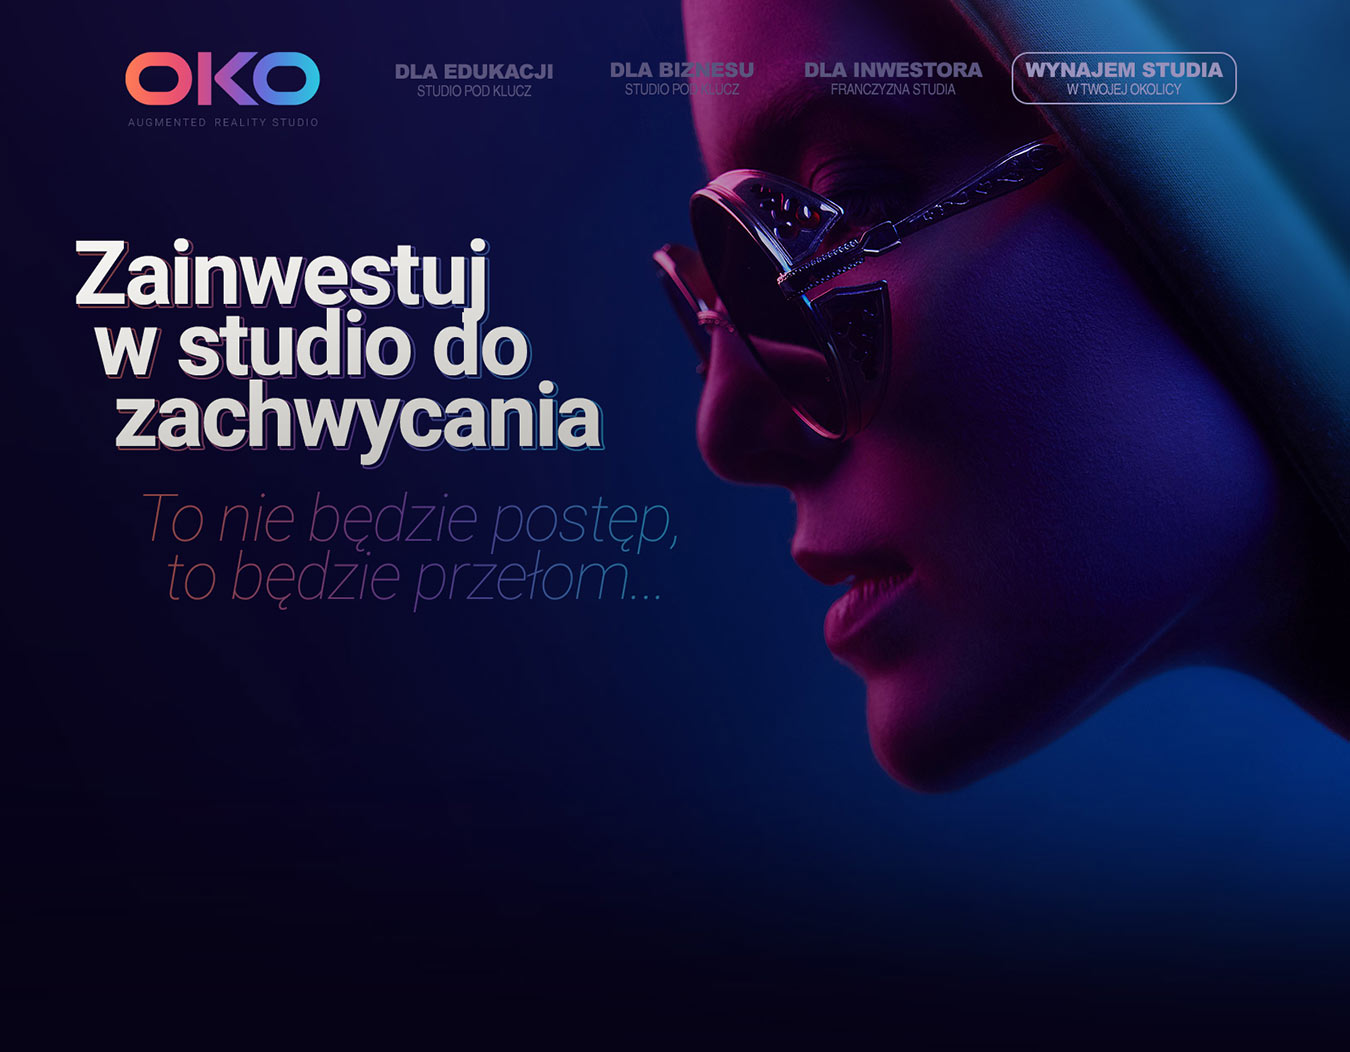 OKO
AUGMENTED REALITY STUDIO
DLA EDUKACJI
STUDIO POD KLUCZ
DLA BIZNESU
STUDIO POD KLUCZ
DLA INWESTORA
FRANCZYZNA STUDIA
WYNAJEM STUDIA
W TWOJEJ OKOLICY
Zainwestuj
w studio do
zachwycania
To nie będzie postęp,
to będzie przełom...